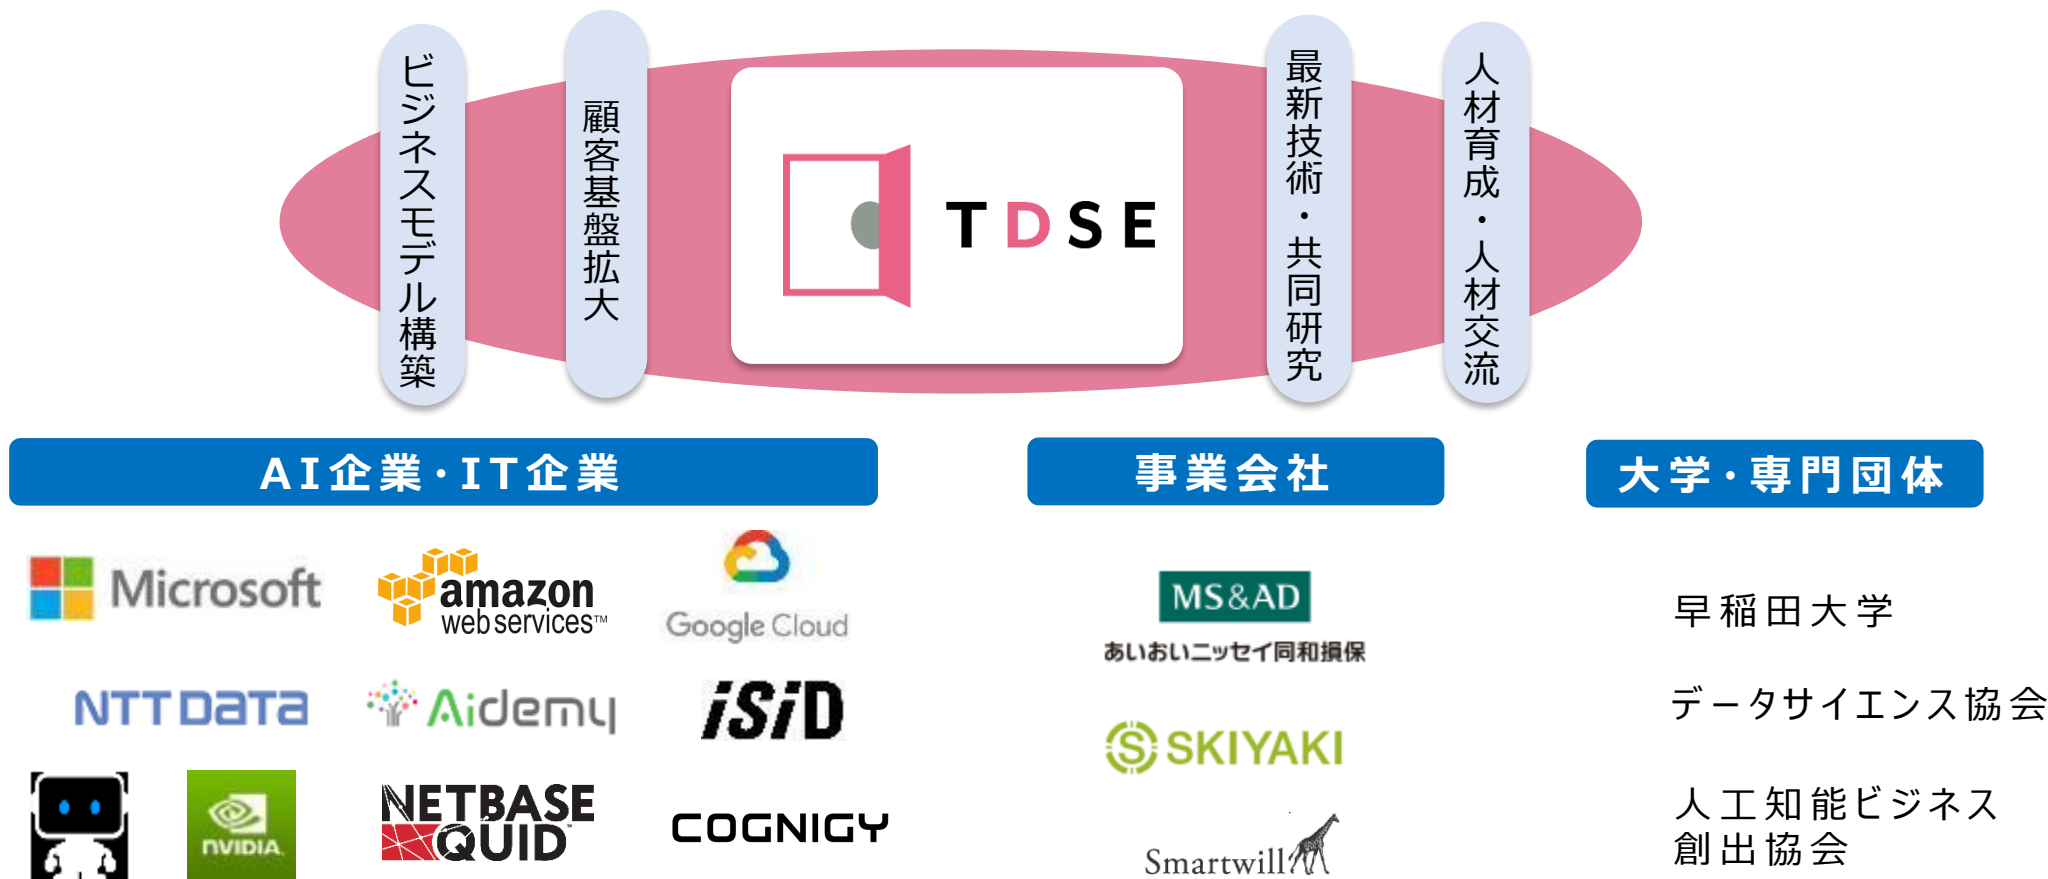 ビジネスモデル構築
顧客基盤拡大
TDSE
最新技術・共同研究
人材育成・人材交流
AI企業・IT企業
事業会社
大学・専門団体
Microsoft
amazon
web services™
Google Cloud
NTT DATA
Aidemy
iSiD
NVIDIA.
NETBASE
QUID
COGNIGY
MS&AD
あいおいニッセイ同和損保
SKIYAKI
Smartwill
早稲田大学
データサイエンス協会
人工知能ビジネス
創出協会